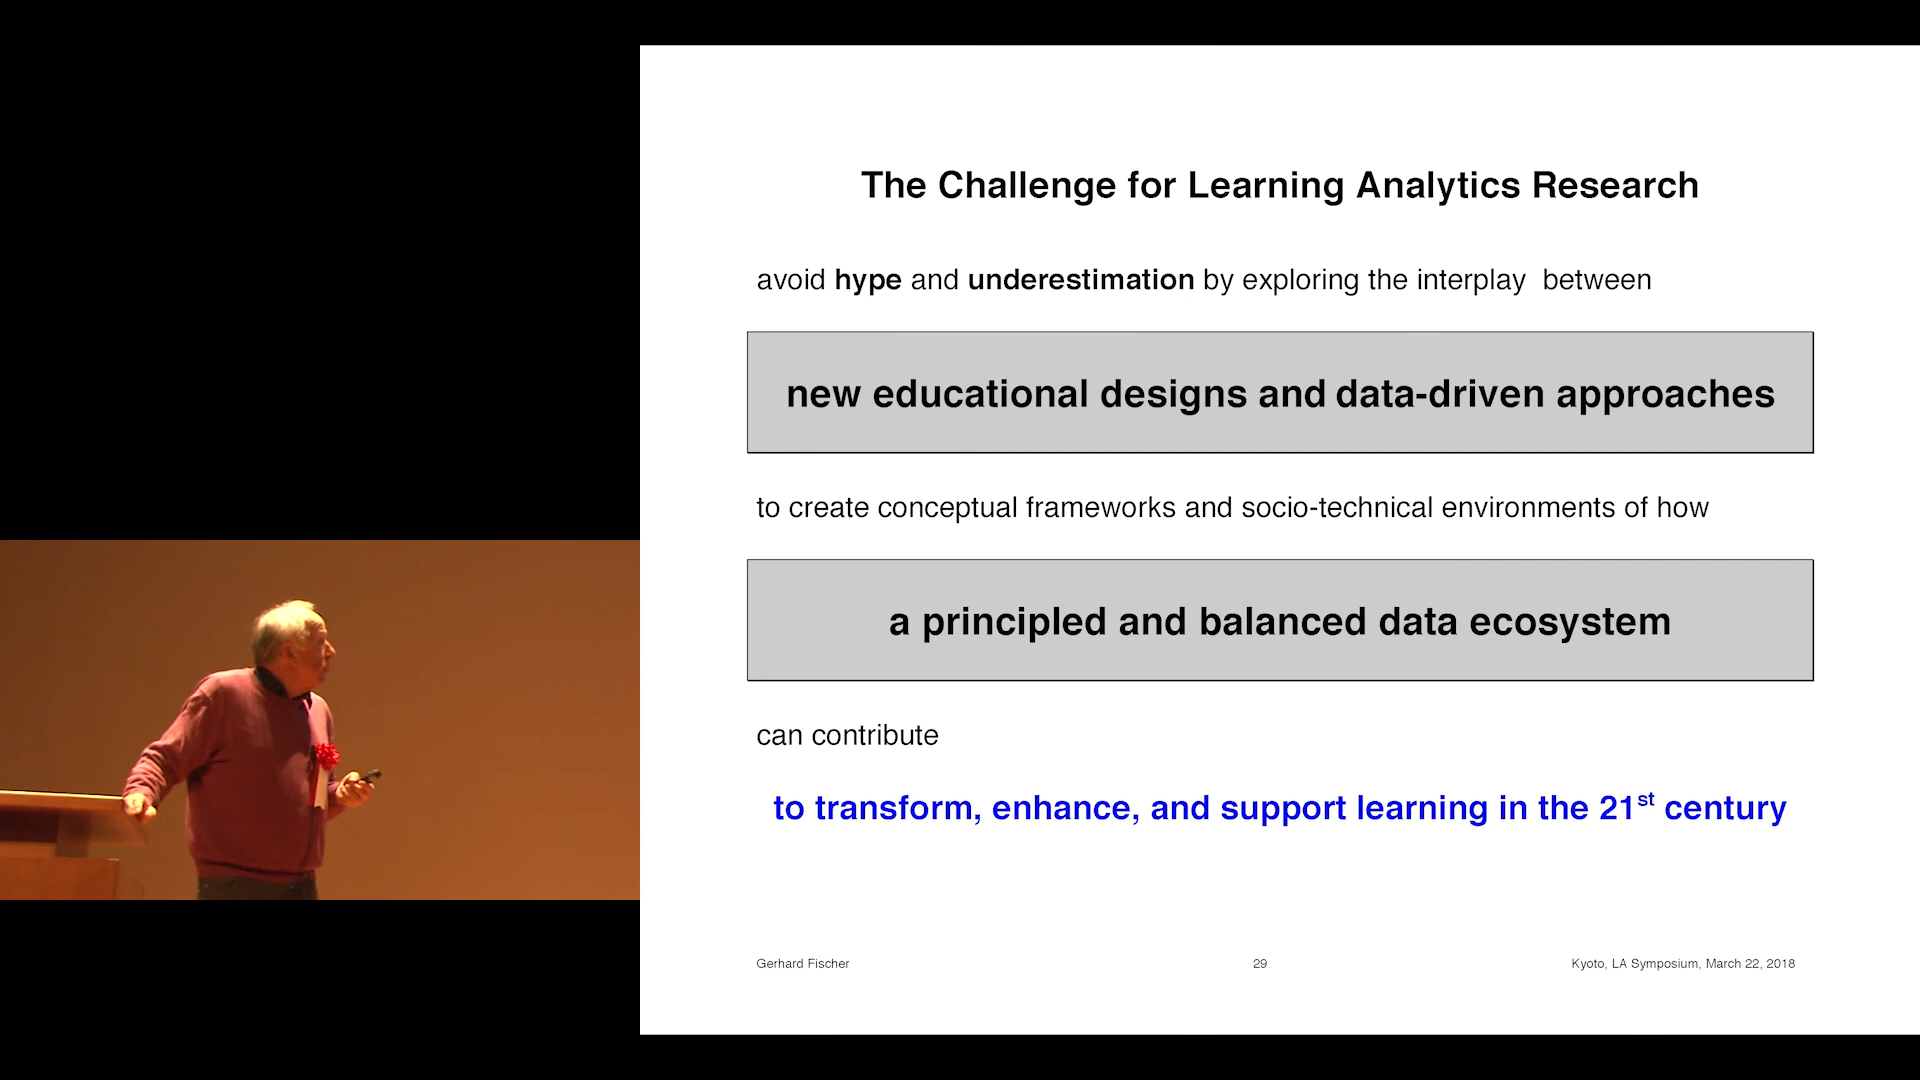 The Challenge for Learning Analytics Research
avoid hype and underestimation by exploring the interplay  between
new educational designs and data-driven approaches
to create conceptual frameworks and socio-technical environments of how
a principled and balanced data ecosystem
can contribute
to transform, enhance, and support learning in the 21st century
Gerhard Fischer 29 Kyoto, LA Symposium, March 22, 2018